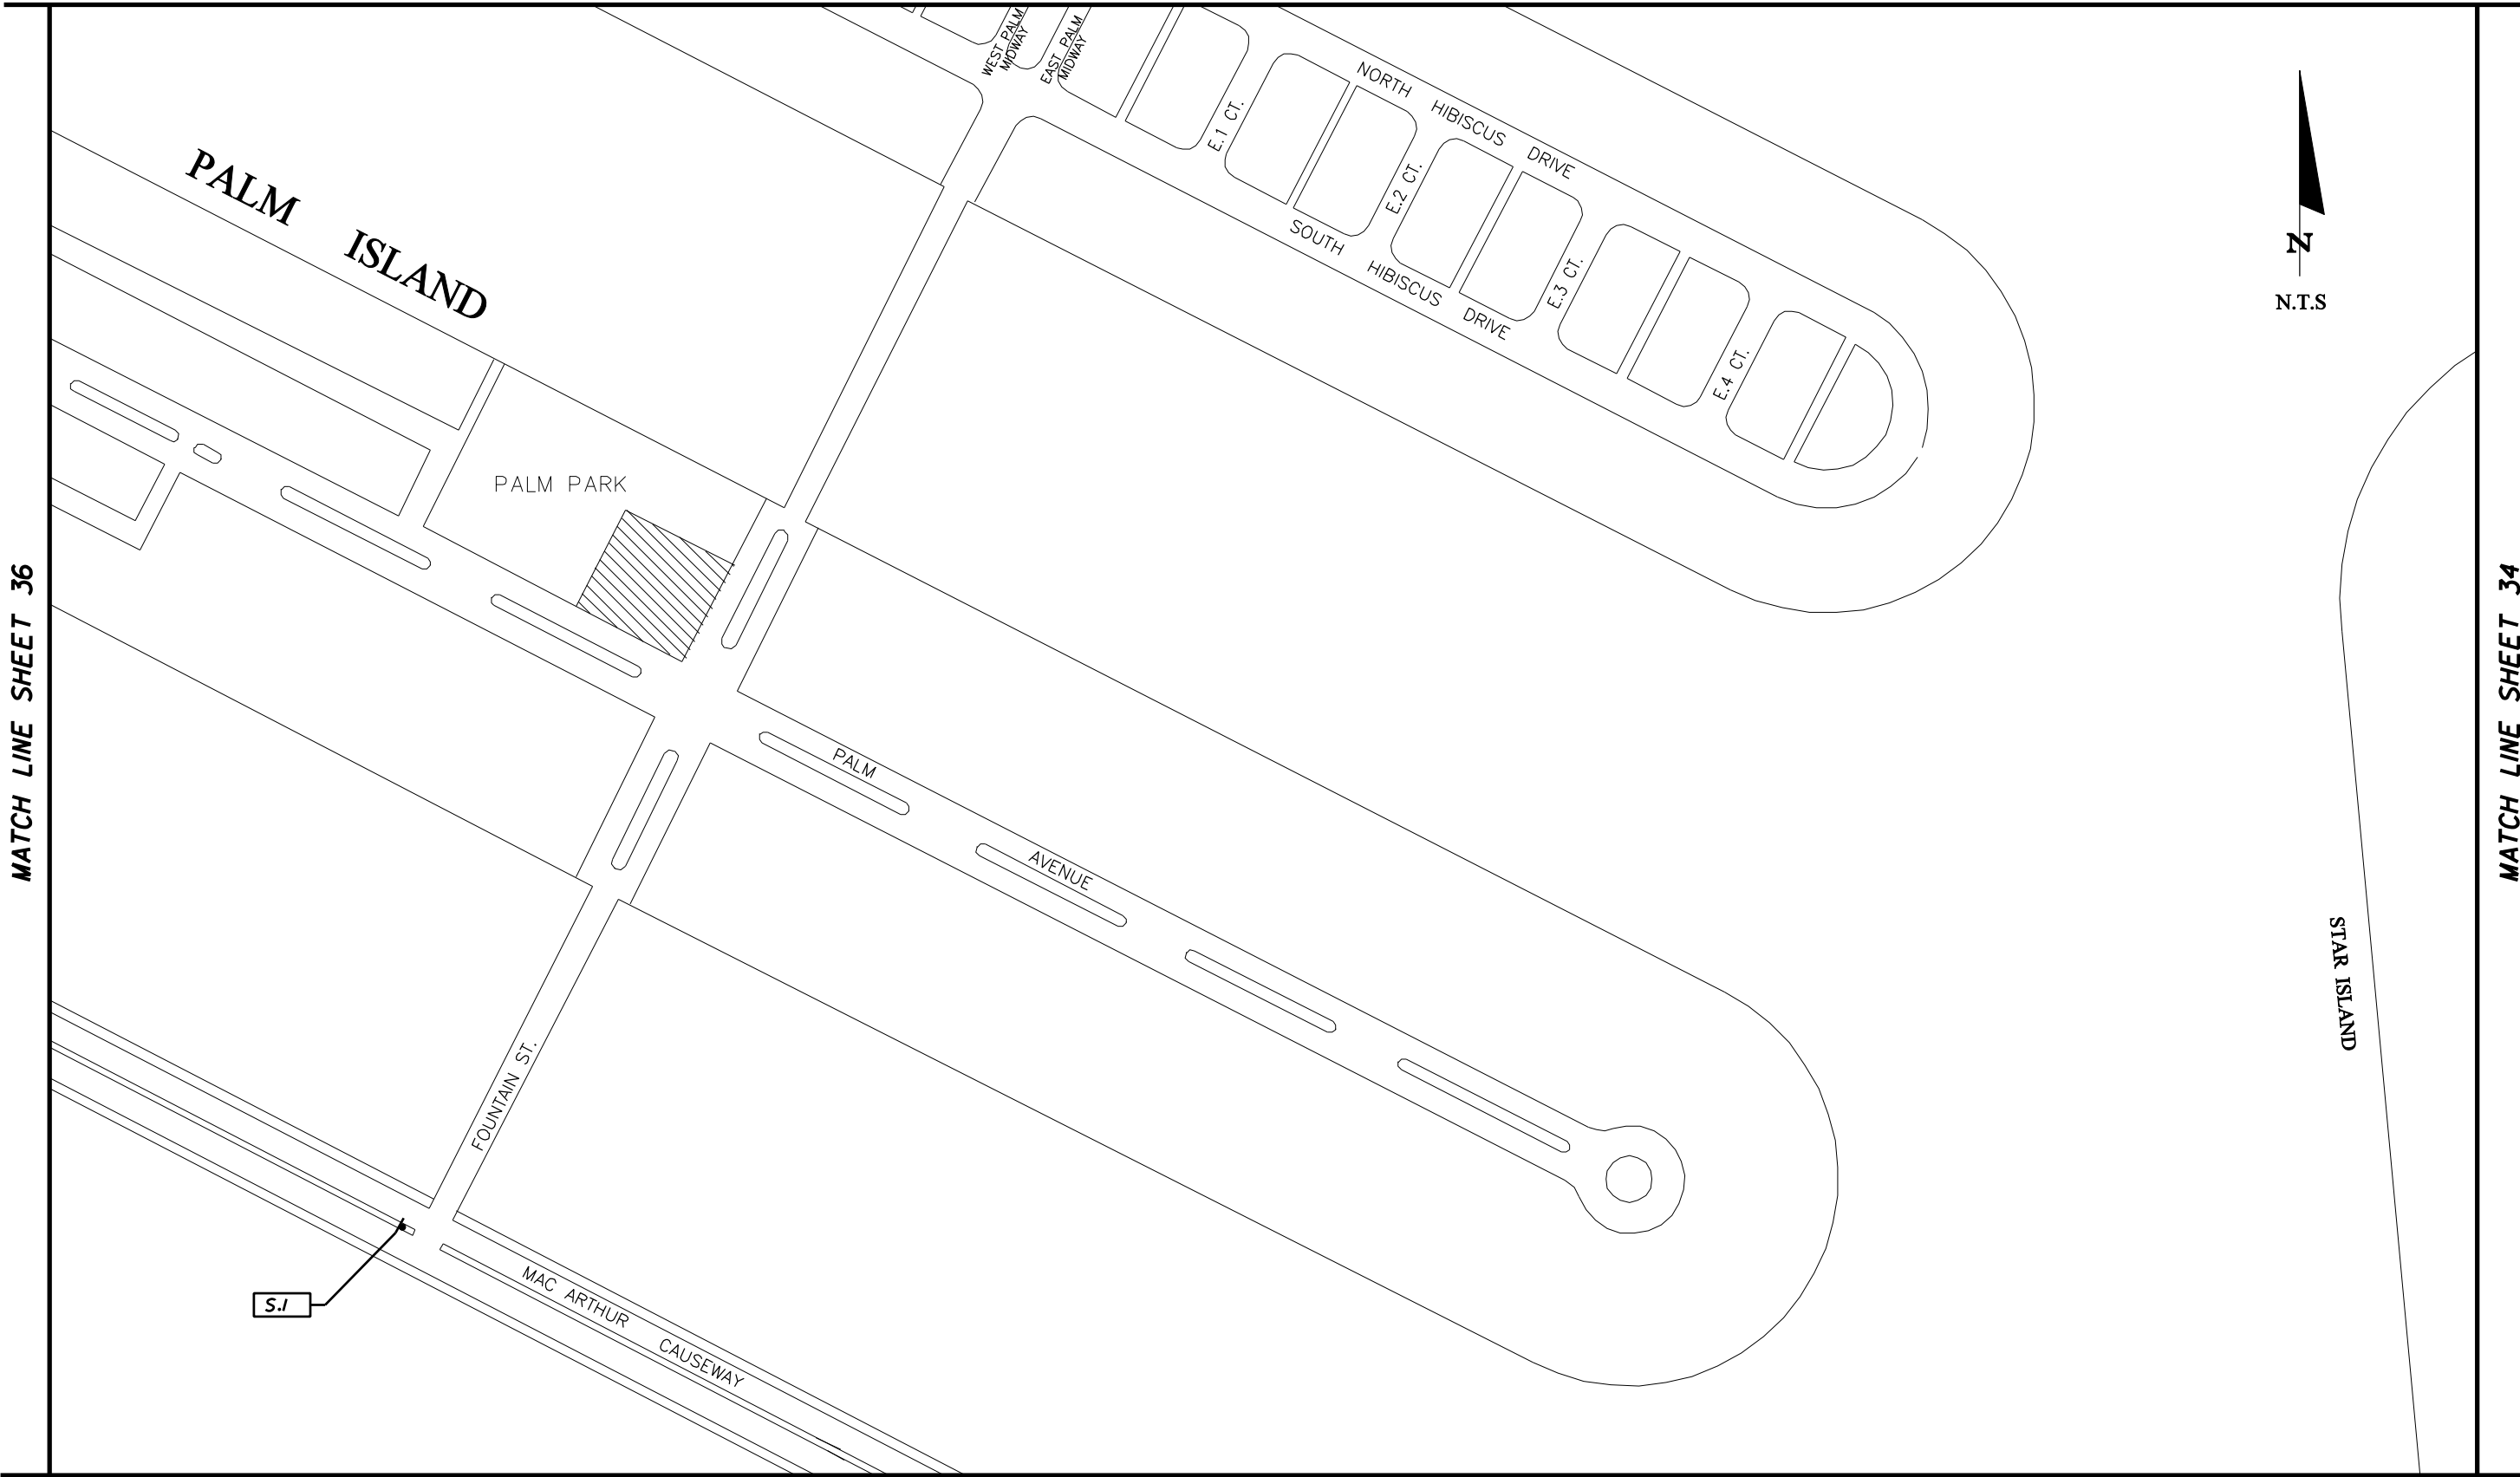 WEST PALM
MIDWAY
EAST PALM
MIDWAY
NORTH HIBISCUS DRIVE
E.1 CT.
E.2 CT.
E.3 CT.
E.4 CT.
SOUTH HIBISCUS DRIVE
N
N.T.S
PALM ISLAND
PALM PARK
MATCH LINE SHEET 36
MATCH LINE SHEET 34
PALM AVENUE
STAR ISLAND
FOUNTAIN ST.
S.1
MAC ARTHUR CAUSEWAY